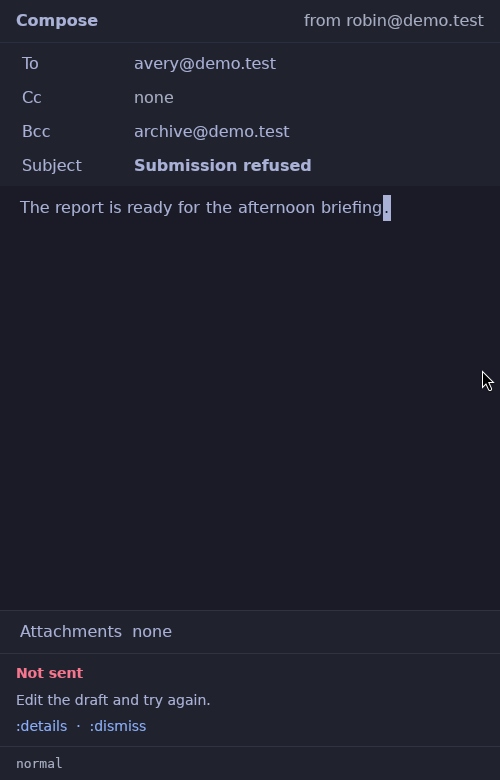 Compose from robin@demo.test
To avery@demo.test
Cc none
Bcc archive@demo.test
Subject Submission refused
The report is ready for the afternoon briefing.
Attachments none
Not sent
Edit the draft and try again.
:details · :dismiss
normal